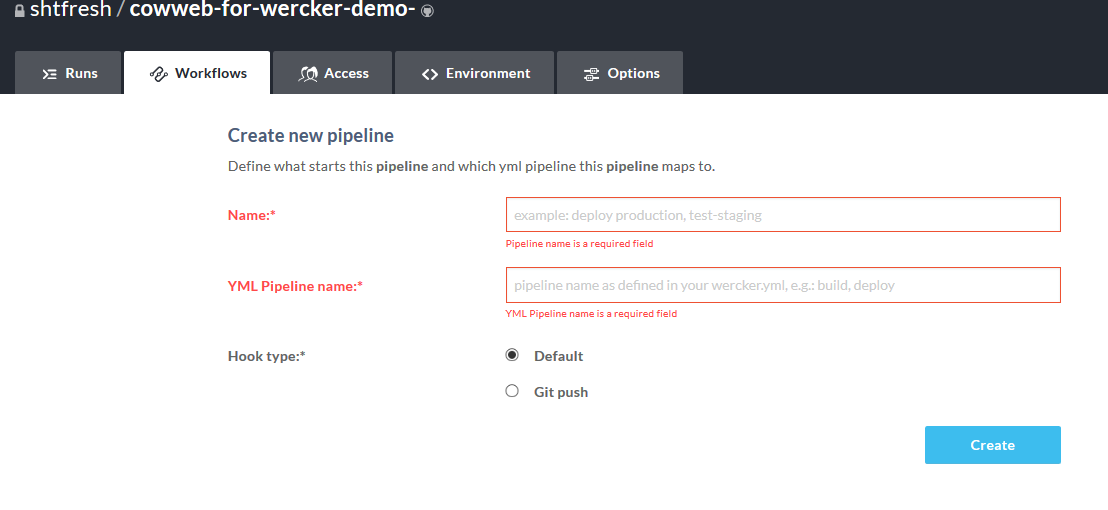 shtfresh / cowweb-for-wercker-demo-
Runs Workflows Access Environment Options
Create new pipeline
Define what starts this pipeline and which yml pipeline this pipeline maps to.
Name:* example: deploy production, test-staging
Pipeline name is a required field
YML Pipeline name:* pipeline name as defined in your wercker.yml, e.g.: build, deploy
YML Pipeline name is a required field
Hook type:* Default
Git push
Create